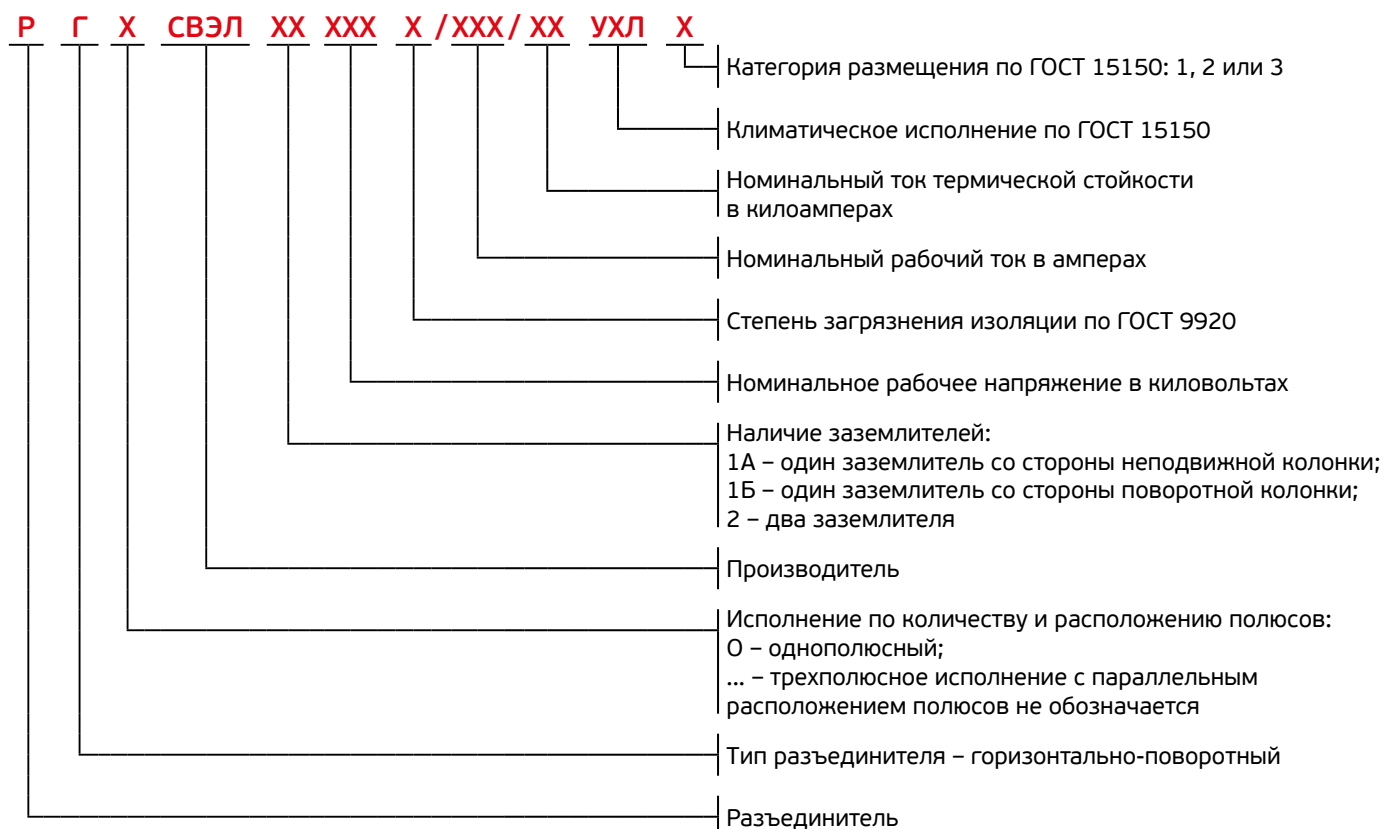 Р Г Х СВЭЛ ХХ ХХХ Х / ХХХ / ХХ УХЛ Х
Категория размещения по ГОСТ 15150: 1, 2 или 3
Климатическое исполнение по ГОСТ 15150
Номинальный ток термической стойкости
в килоамперах
Номинальный рабочий ток в амперах
Степень загрязнения изоляции по ГОСТ 9920
Номинальное рабочее напряжение в киловольтах
Наличие заземлителей:
1А – один заземлитель со стороны неподвижной колонки;
1Б – один заземлитель со стороны поворотной колонки;
2 – два заземлителя
Производитель
Исполнение по количеству и расположению полюсов:
О – однополюсный;
... – трехполюсное исполнение с параллельным
расположением полюсов не обозначается
Тип разъединителя – горизонтально-поворотный
Разъединитель